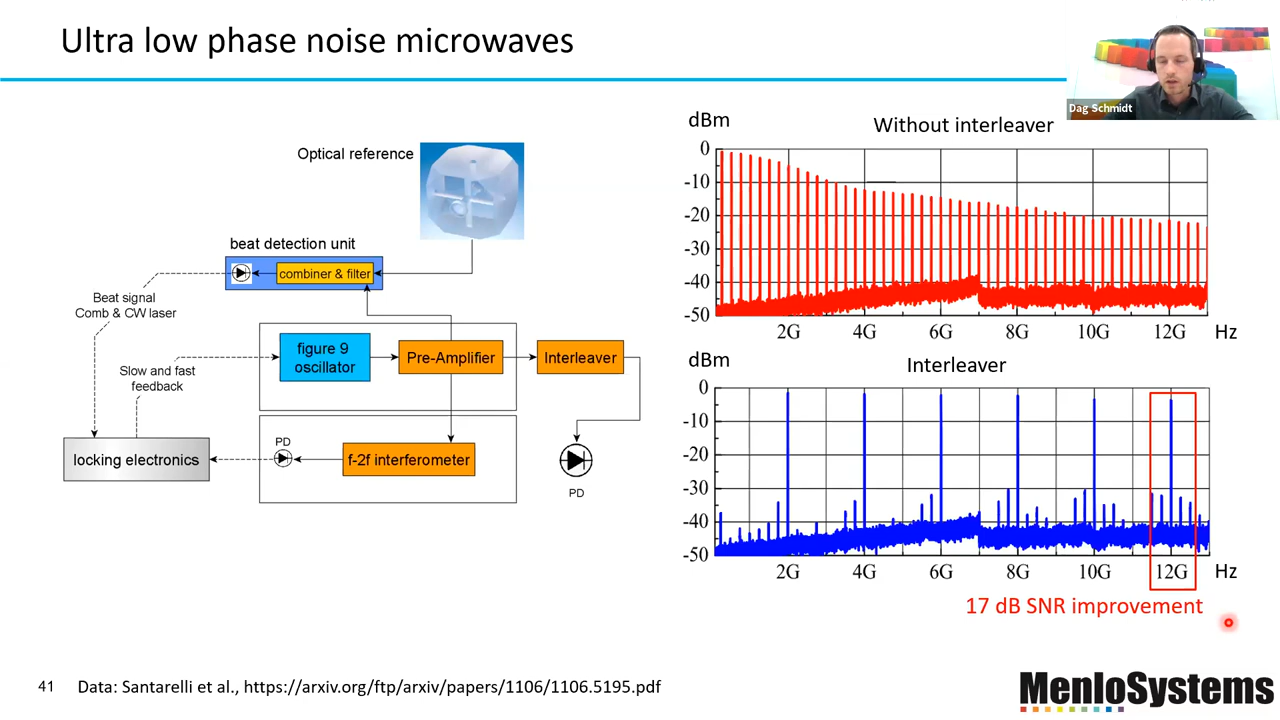 Ultra low phase noise microwaves
Dag Schmidt
Optical reference
beat detection unit
combiner & filter
Beat signal
Comb & CW laser
Slow and fast
feedback
figure 9
oscillator
Pre-Amplifier
Interleaver
locking electronics
PD
f-2f interferometer
PD
dBm
Without interleaver
0
-10
-20
-30
-40
-50
2G 4G 6G 8G 10G 12G Hz
dBm
Interleaver
0
-10
-20
-30
-40
-50
2G 4G 6G 8G 10G 12G Hz
17 dB SNR improvement
41 Data: Santarelli et al., https://arxiv.org/ftp/arxiv/papers/1106/1106.5195.pdf
MenloSystems